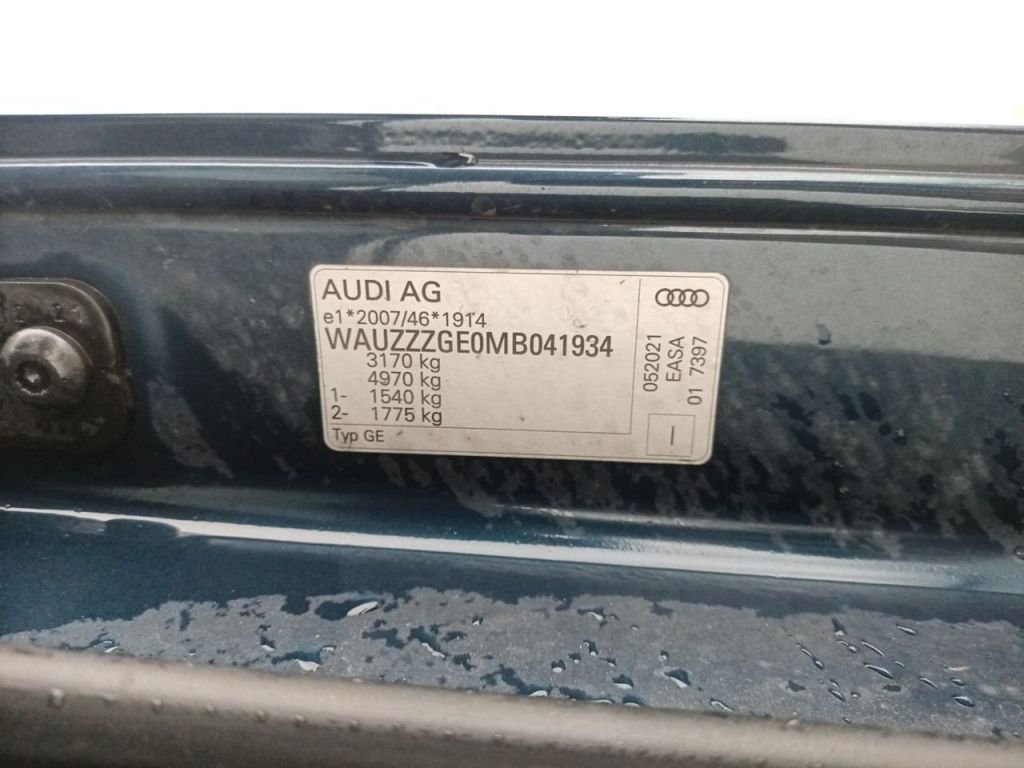 AUDI AG
e1*2007/46*1914
WAUZZZGE0MB041934
3170 kg
4970 kg
1- 1540 kg
2- 1775 kg
Typ GE
052021
EASA
01 7397
I